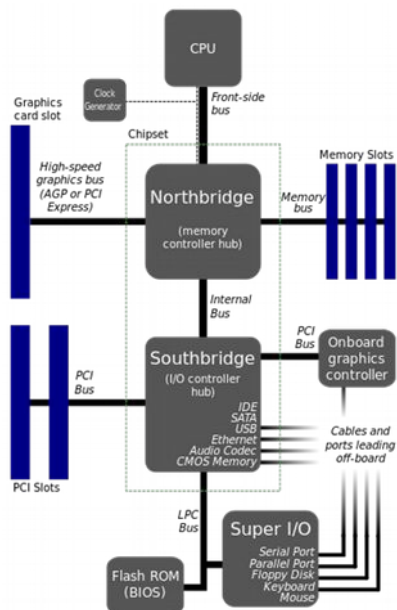 CPU
Clock
Generator
Front-side
bus
Graphics
card slot
Chipset
High-speed
graphics bus
(AGP or PCI
Express)
Northbridge
(memory
controller hub)
Memory Slots
Memory
bus
Internal
Bus
PCI
Bus
Southbridge
(I/O controller
hub)
IDE
SATA
USB
Ethernet
Audio Codec
CMOS Memory
PCI
Bus
Onboard
graphics
controller
Cables and
ports leading
off-board
PCI Slots
LPC
Bus
Super I/O
Serial Port
Parallel Port
Floppy Disk
Keyboard
Mouse
Flash ROM
(BIOS)